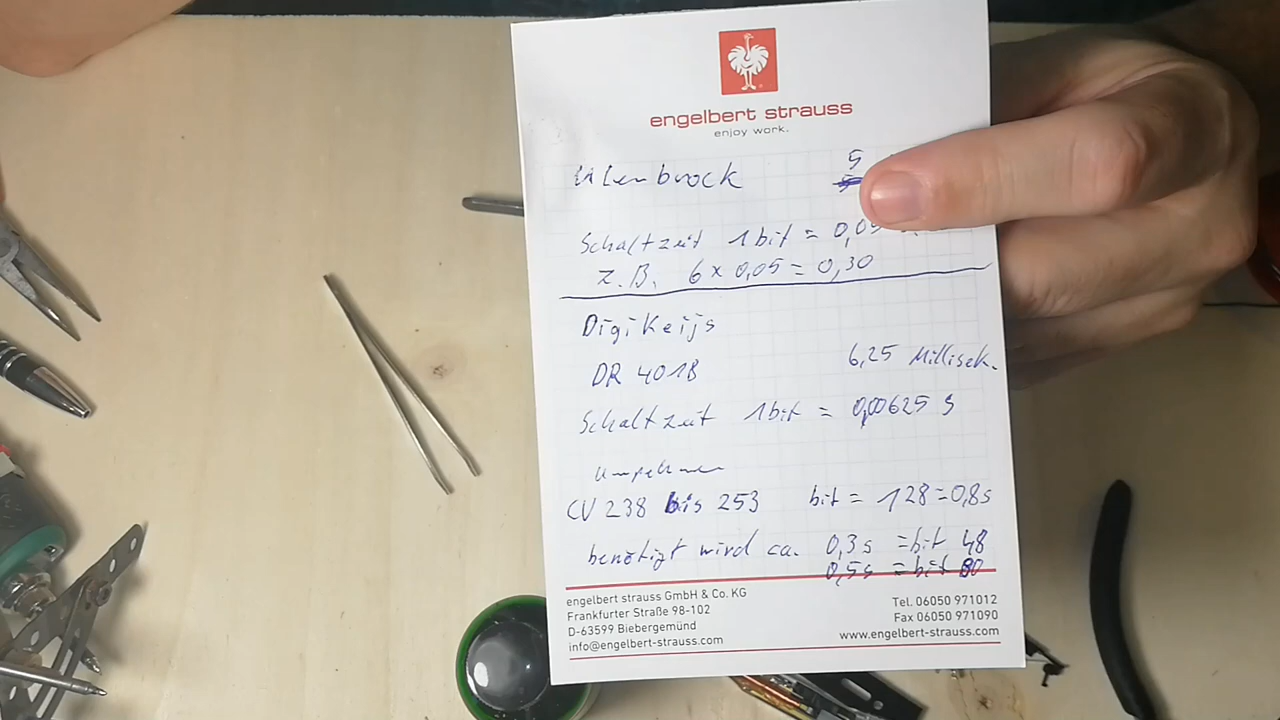 engelbert strauss
enjoy work.
5
Uhlenbrock
Schaltzeit 1 bit = 0,05
z.B. 6 x 0,05 = 0,30
Digikeijs
6,25 Millisek.
DR 4018
Schaltzeit 1 bit = 0,00625 s
CV 238 bis 253 bit = 128 = 0,8s
benötigt wird ca. 0,3s = bit 48
0,5s = bit 80
engelbert strauss GmbH & Co. KG
Frankfurter Straße 98-102
D-63599 Biebergemünd
info@engelbert-strauss.com
Tel. 06050 971012
Fax 06050 971090
www.engelbert-strauss.com